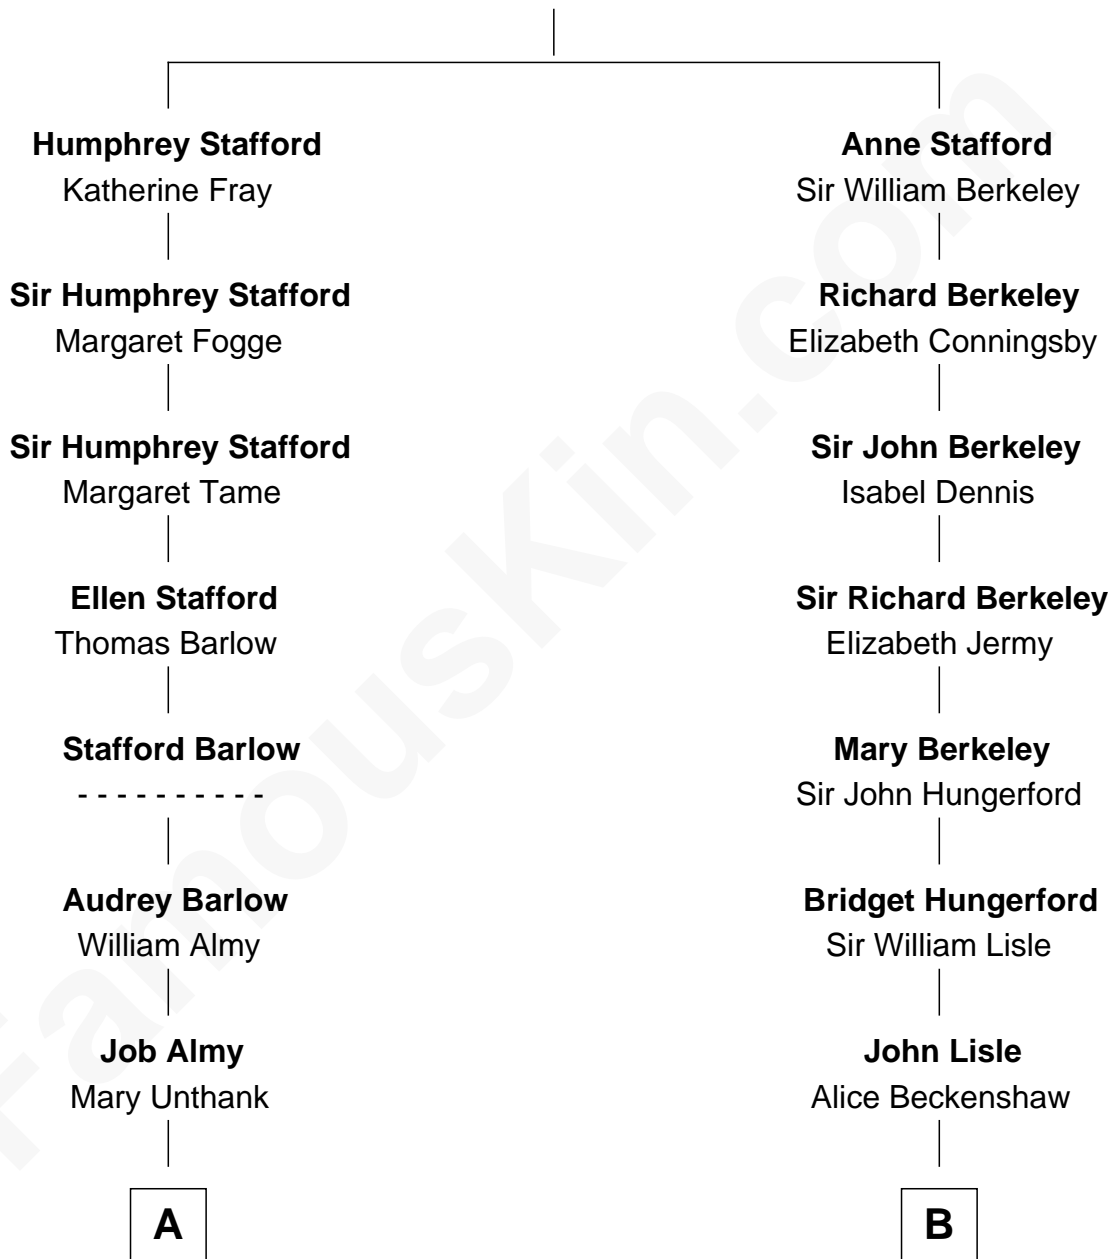 Humphrey Stafford
Katherine Fray
Sir Humphrey Stafford
Margaret Fogge
Sir Humphrey Stafford
Margaret Tame
Ellen Stafford
Thomas Barlow
Stafford Barlow
- - - - - - - - - -
Audrey Barlow
William Almy
Job Almy
Mary Unthank
A
Anne Stafford
Sir William Berkeley
Richard Berkeley
Elizabeth Conningsby
Sir John Berkeley
Isabel Dennis
Sir Richard Berkeley
Elizabeth Jermy
Mary Berkeley
Sir John Hungerford
Bridget Hungerford
Sir William Lisle
John Lisle
Alice Beckenshaw
B
FamousKin.com